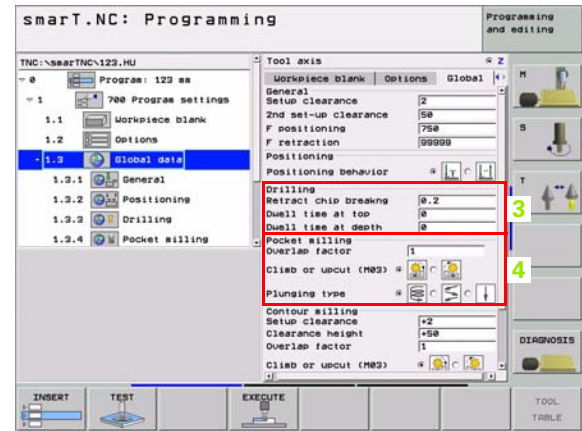 smarT.NC: Programming
Programming and editing
TNC:\smarTNC\123.HU
0 Program: 123 mm
1 700 Program settings
1.1 Workpiece blank
1.2 Options
1.3 Global data
1.3.1 General
1.3.2 Positioning
1.3.3 Drilling
1.3.4 Pocket milling
Tool axis Z
Workpiece blank Options Global
General
Setup clearance 2
2nd set-up clearance 50
F positioning 750
F retraction 99999
Positioning
Positioning behavior
Drilling
Retract chip breakng 0.2
Dwell time at top 0
Dwell time at depth 0
3
Pocket milling
Overlap factor 1
Climb or upcut (M03)
4
Plunging type
Contour milling
Setup clearance +2
Clearance height +50
Overlap factor 1
Climb or upcut (M03)
M
S
T
DIAGNOSIS
INSERT
TEST
EXECUTE
TOOL
TABLE